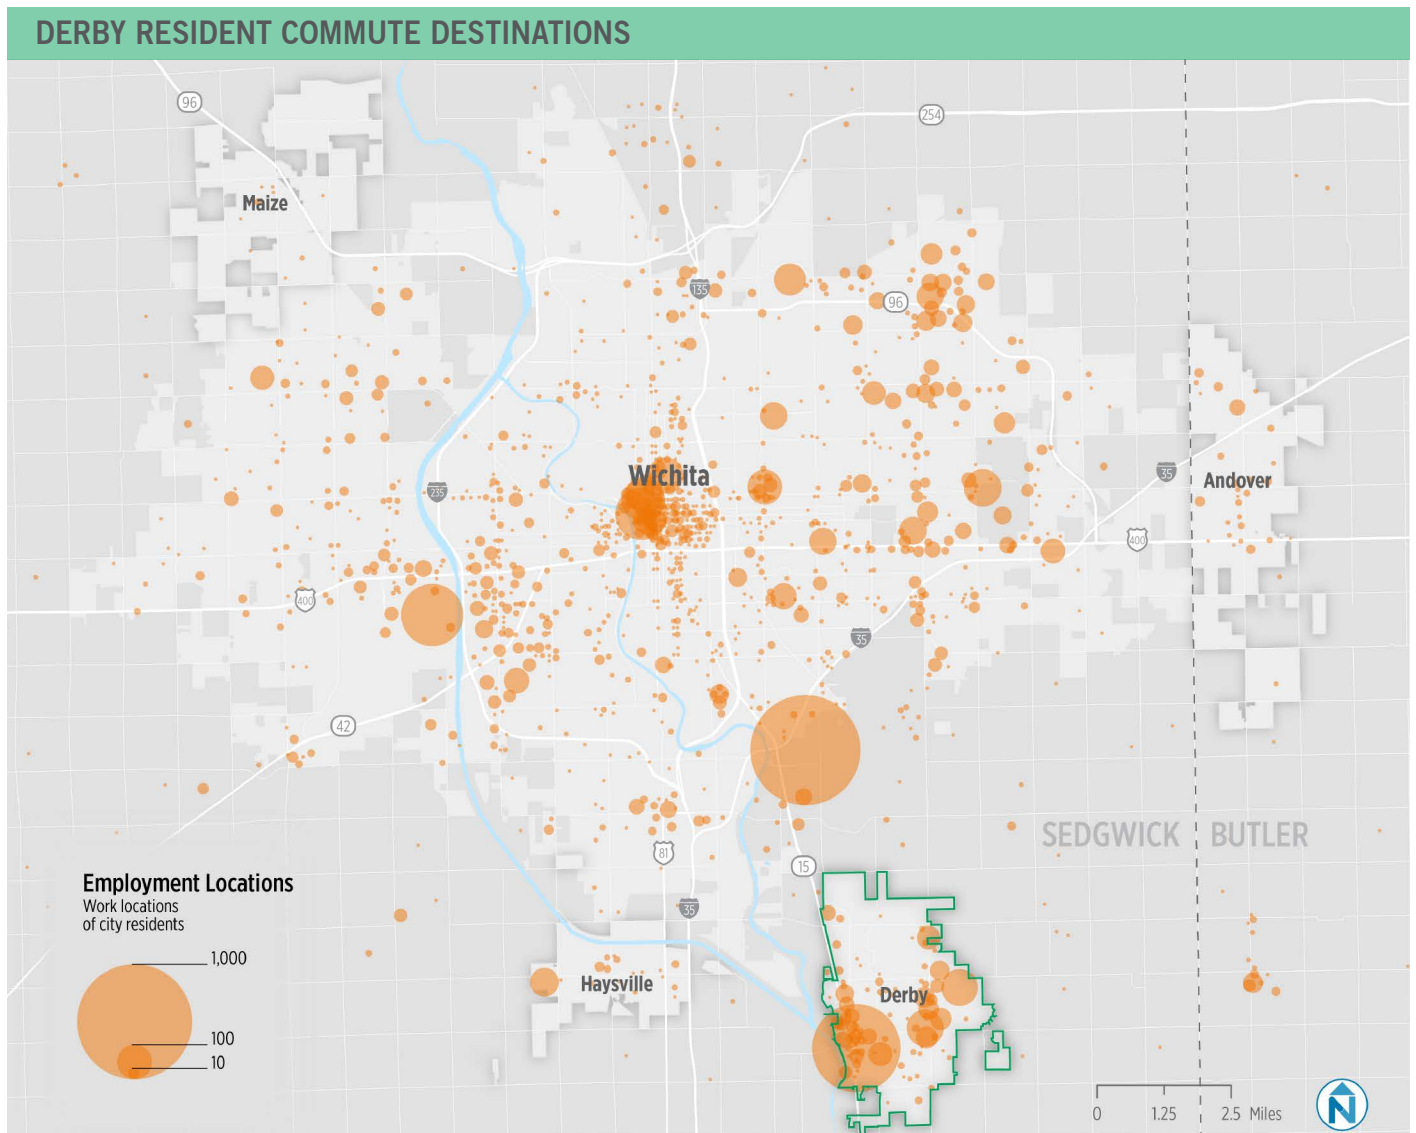 DERBY RESIDENT COMMUTE DESTINATIONS
96
254
Maize
135
96
Wichita
235
35
Andover
400
400
35
42
SEDGWICK
BUTLER
81
15
35
Haysville
Derby
Employment Locations
Work locations
of city residents
1,000
100
10
0 1.25 2.5 Miles
N